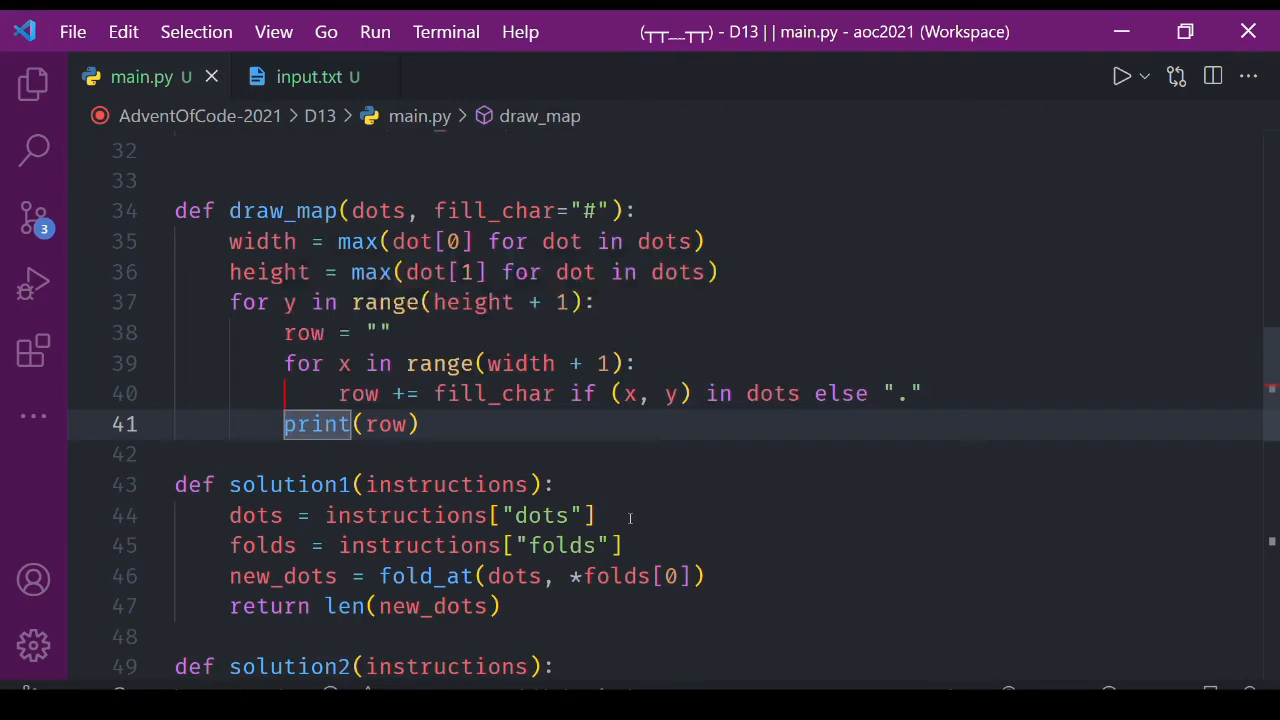 File Edit Selection View Go Run Terminal Help (┬┬__┬┬) - D13 | | main.py - aoc2021 (Workspace)
main.py U input.txt U
AdventOfCode-2021 > D13 > main.py > draw_map
32
33
34 def draw_map(dots, fill_char="#"):
35 width = max(dot[0] for dot in dots)
36 height = max(dot[1] for dot in dots)
37 for y in range(height + 1):
38 row = ""
39 for x in range(width + 1):
40 row += fill_char if (x, y) in dots else "."
41 print(row)
42
43 def solution1(instructions):
44 dots = instructions["dots"]
45 folds = instructions["folds"]
46 new_dots = fold_at(dots, *folds[0])
47 return len(new_dots)
48
49 def solution2(instructions):
3